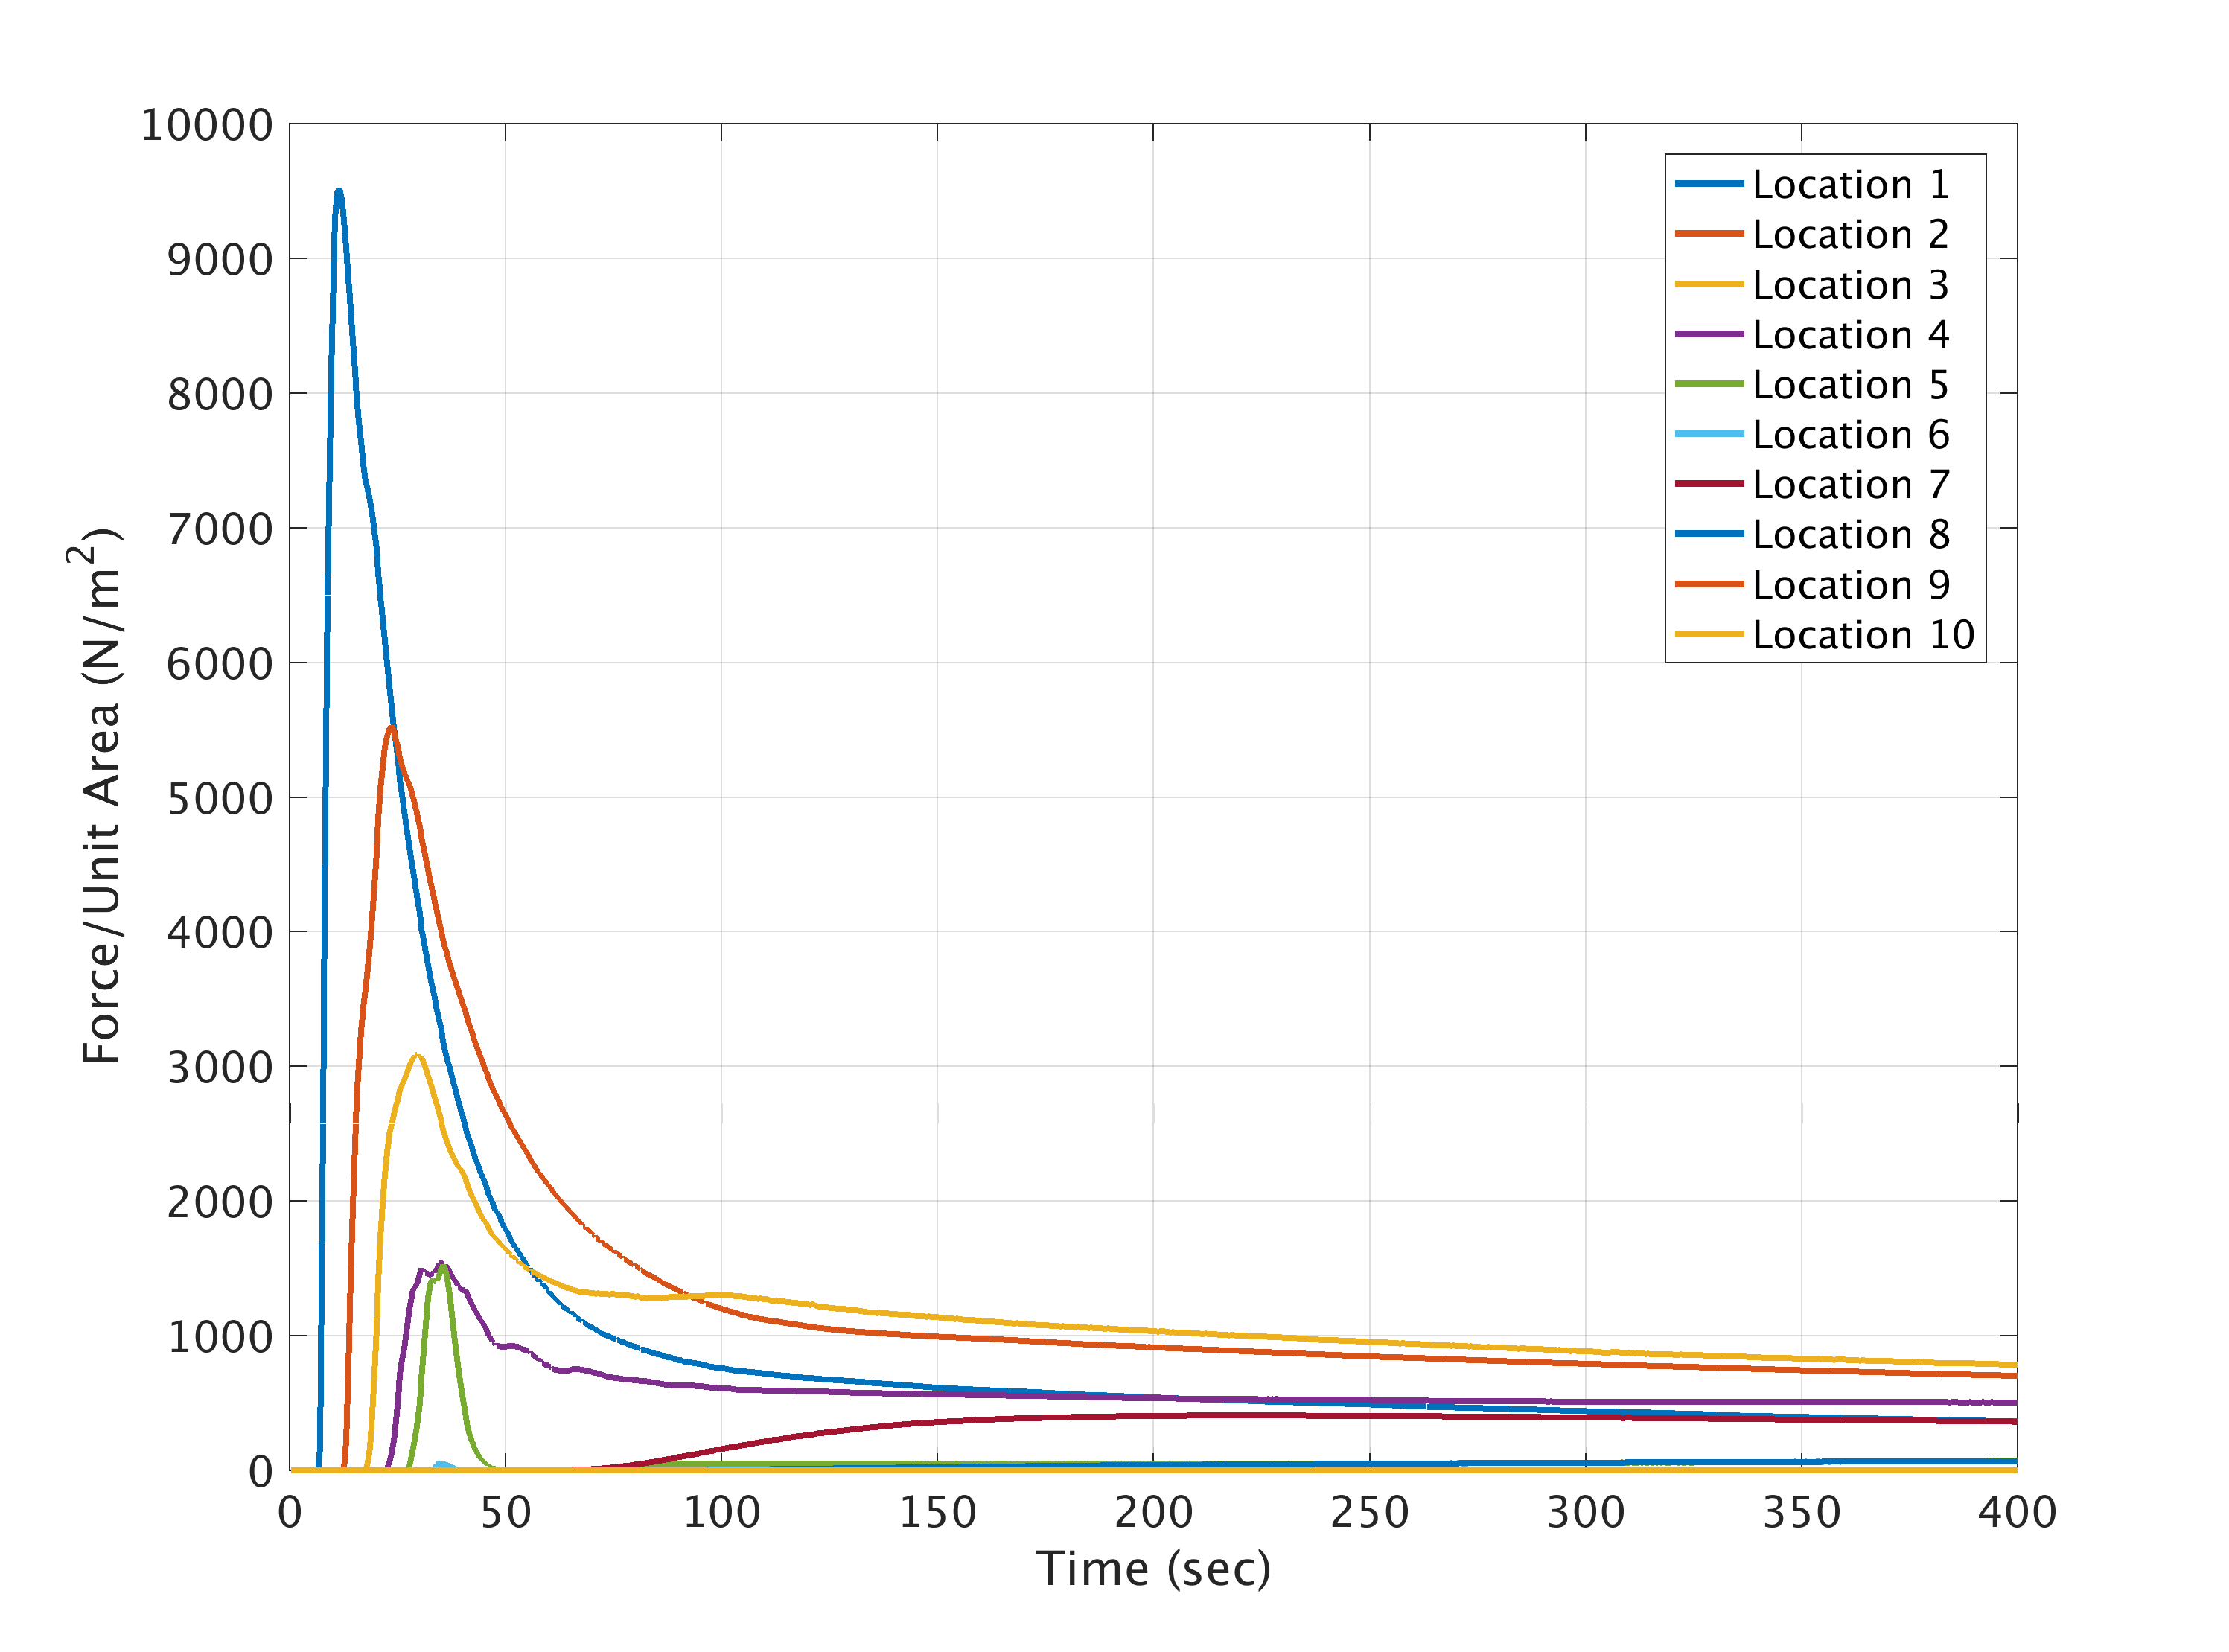 10000
9000
8000
7000
6000
5000
4000
3000
2000
1000
0
Force/Unit Area (N/m²)
Location 1
Location 2
Location 3
Location 4
Location 5
Location 6
Location 7
Location 8
Location 9
Location 10
0 50 100 150 200 250 300 350 400
Time (sec)